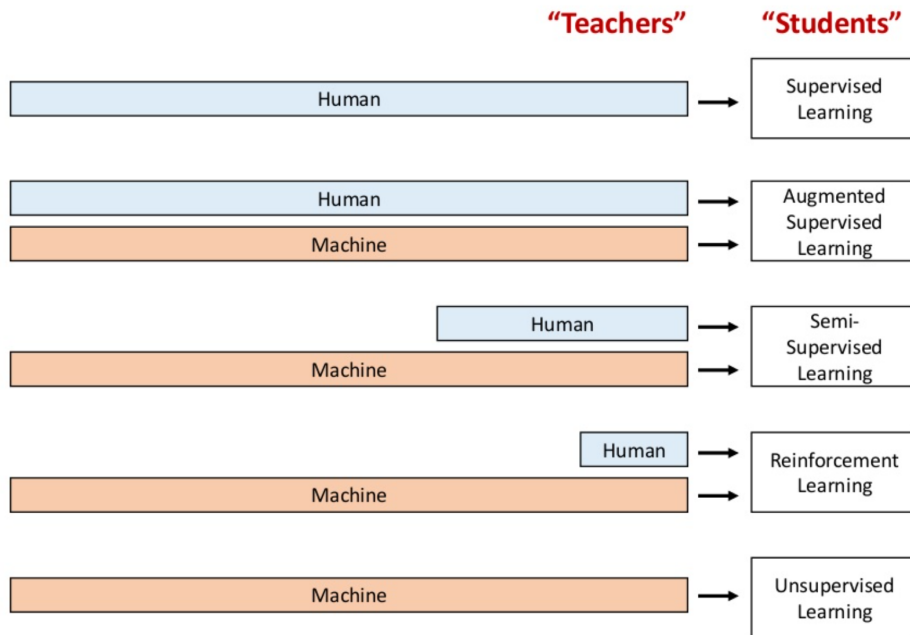 “Teachers” “Students”
Human
Supervised
Learning
Human
Machine
Augmented
Supervised
Learning
Human
Machine
Semi-
Supervised
Learning
Human
Machine
Reinforcement
Learning
Machine
Unsupervised
Learning